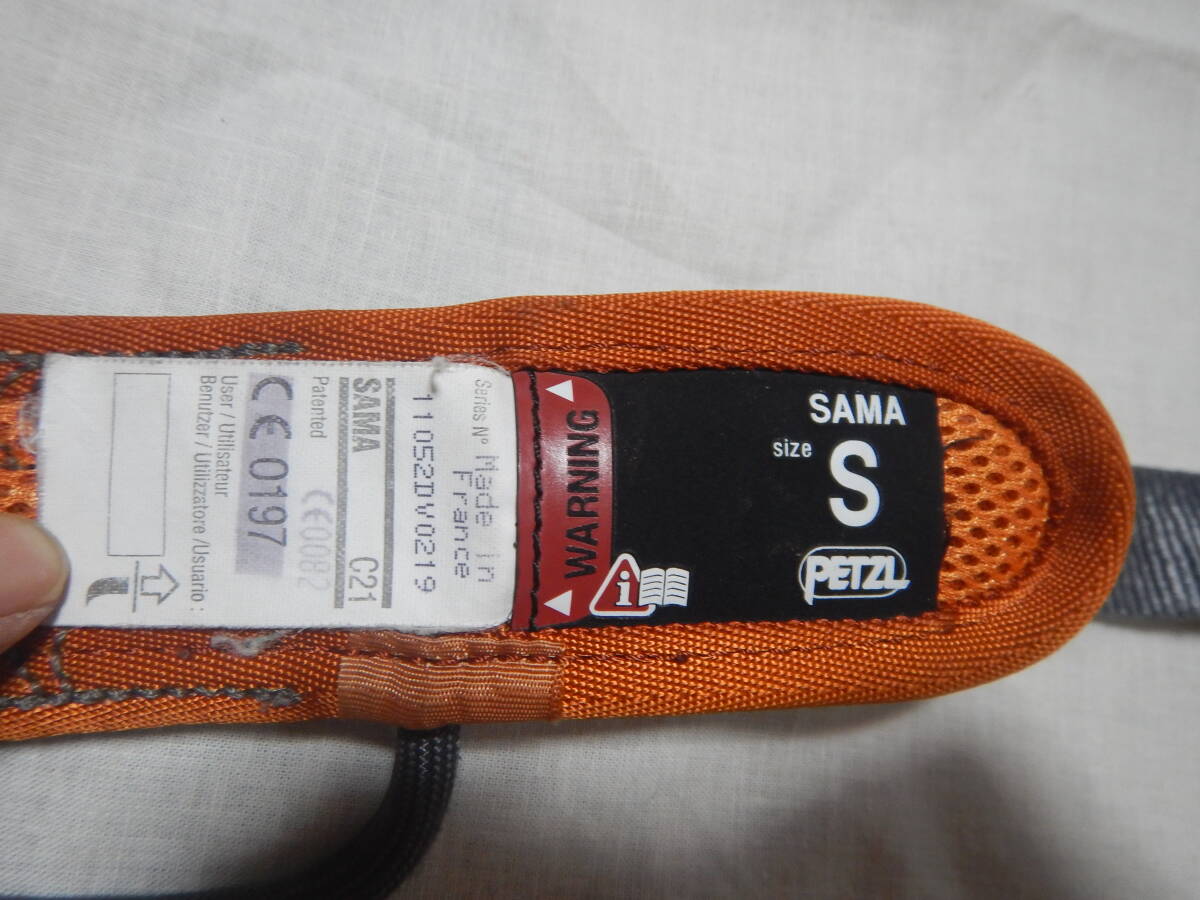 SAMA
size S
PETZL
WARNING
i
Made in
France
Series N°
11052DV0219
SAMA C21
Patented
CE 0082
CE 0197
User / Utilisateur
Benutzer / Utilizzatore / Usuario :